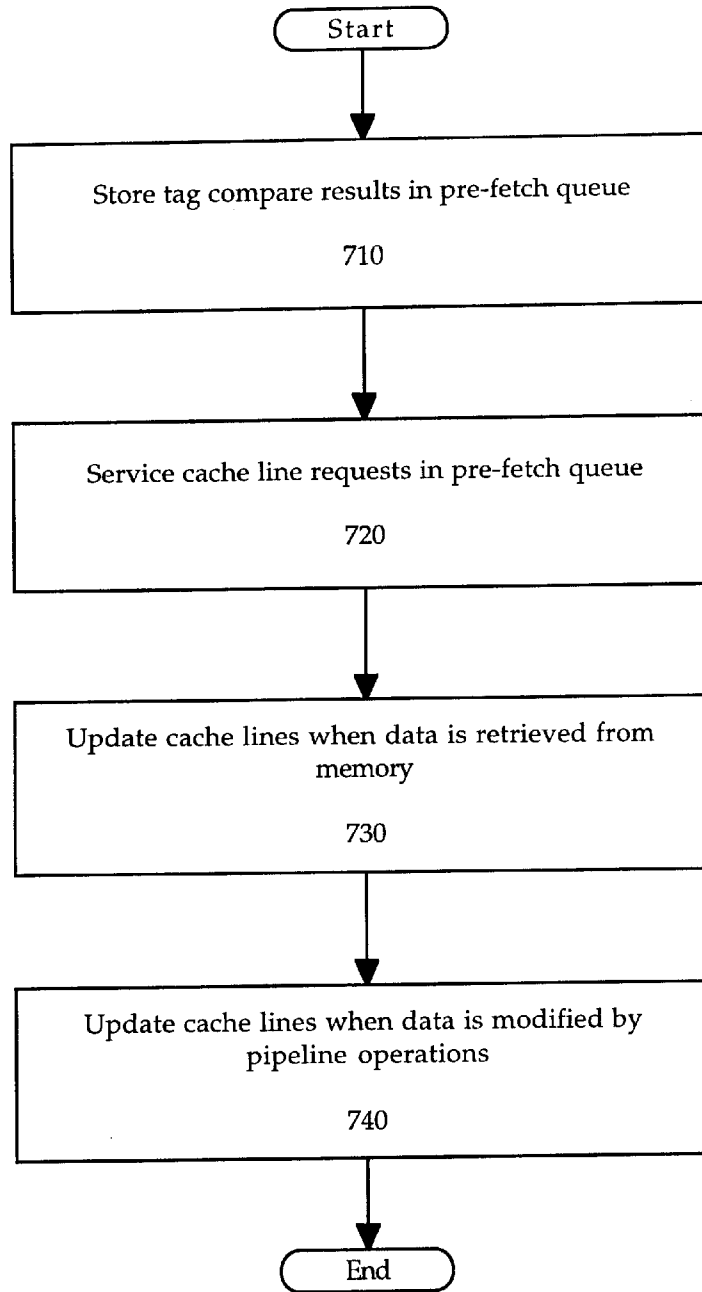 Start
Store tag compare results in pre-fetch queue
710
Service cache line requests in pre-fetch queue
720
Update cache lines when data is retrieved from
memory
730
Update cache lines when data is modified by
pipeline operations
740
End